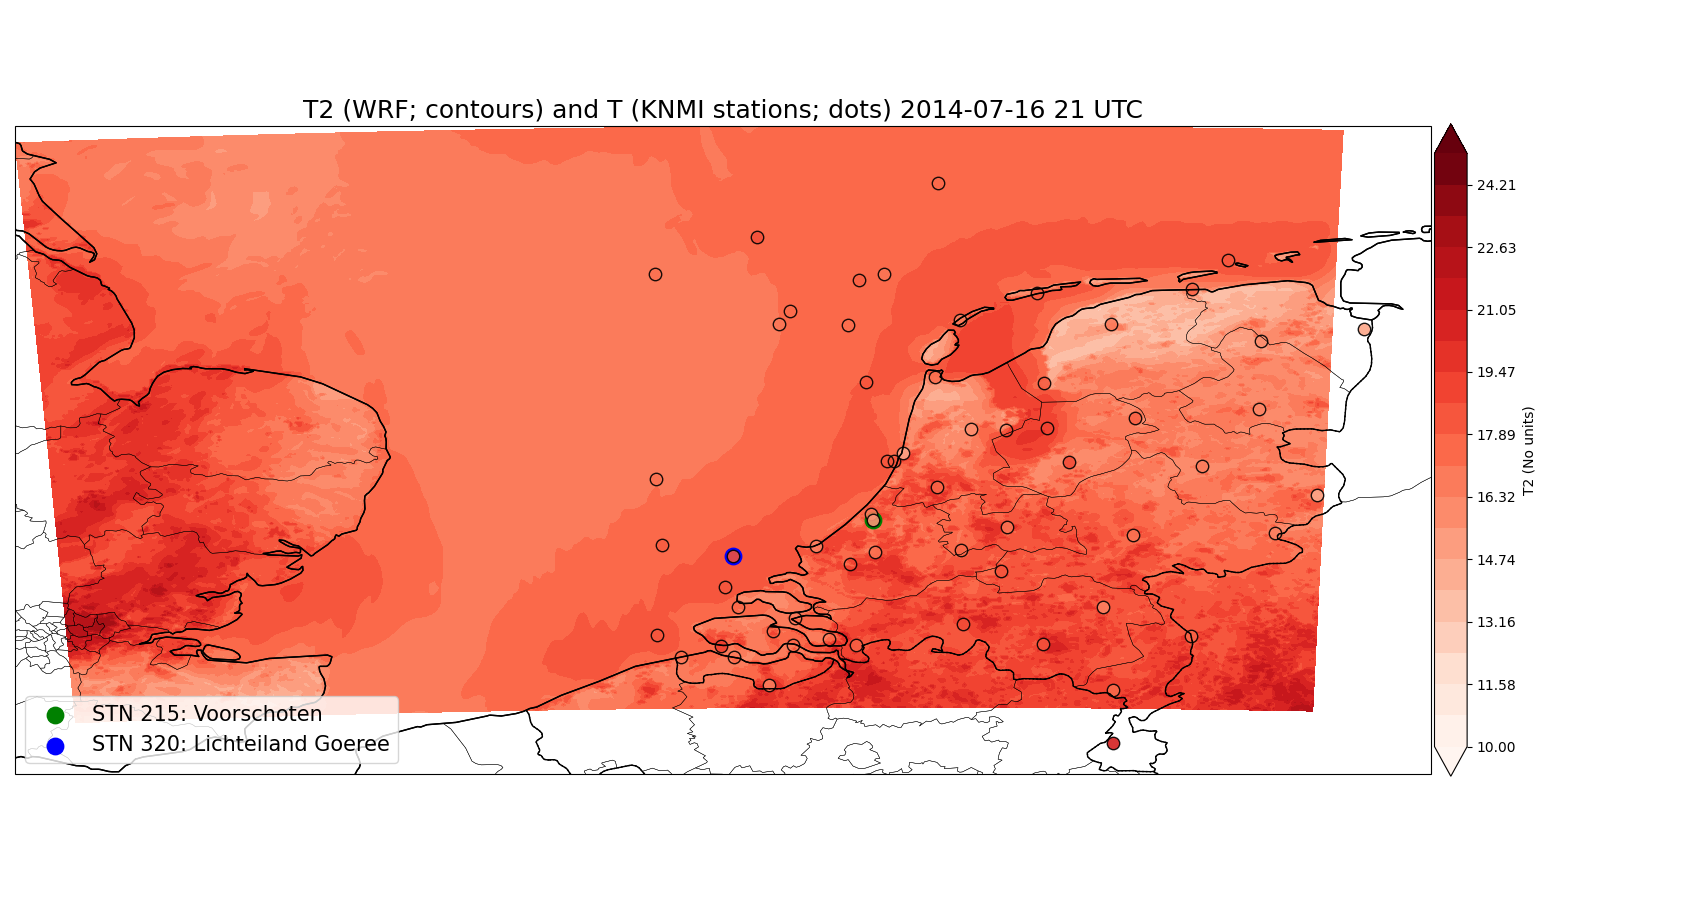 T2 (WRF; contours) and T (KNMI stations; dots) 2014-07-16 21 UTC
24.21
22.63
21.05
19.47
17.89
16.32
14.74
13.16
11.58
10.00
T2 (No units)
STN 215: Voorschoten
STN 320: Lichteiland Goeree